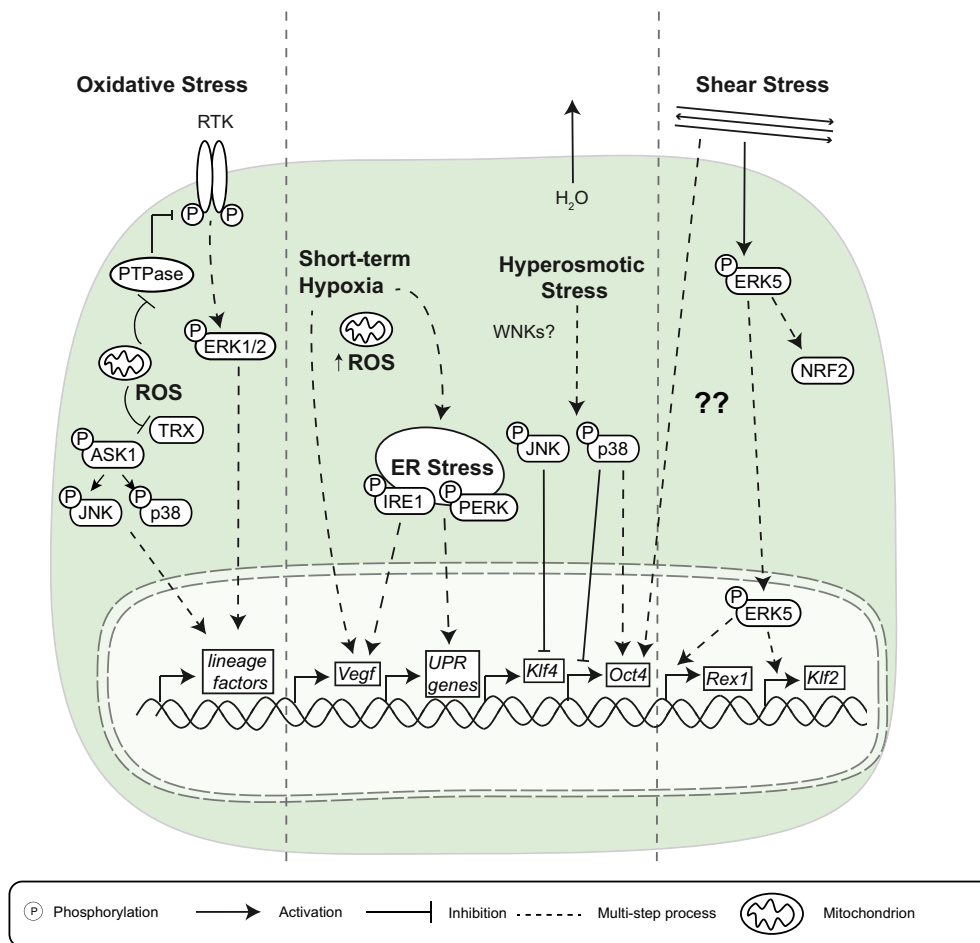 Oxidative Stress
RTK
P
P
PTPase
P
ERK1/2
ROS
TRX
P
ASK1
P
JNK
P
p38
lineage
factors
Short-term
Hypoxia
↑ ROS
ER Stress
P
IRE1
P
PERK
Vegf
UPR
genes
H2O
Hyperosmotic
Stress
WNKs?
P
JNK
P
p38
Klf4
Oct4
Shear Stress
P
ERK5
NRF2
??
P
ERK5
Rex1
Klf2
P Phosphorylation
Activation
Inhibition
Multi-step process
Mitochondrion